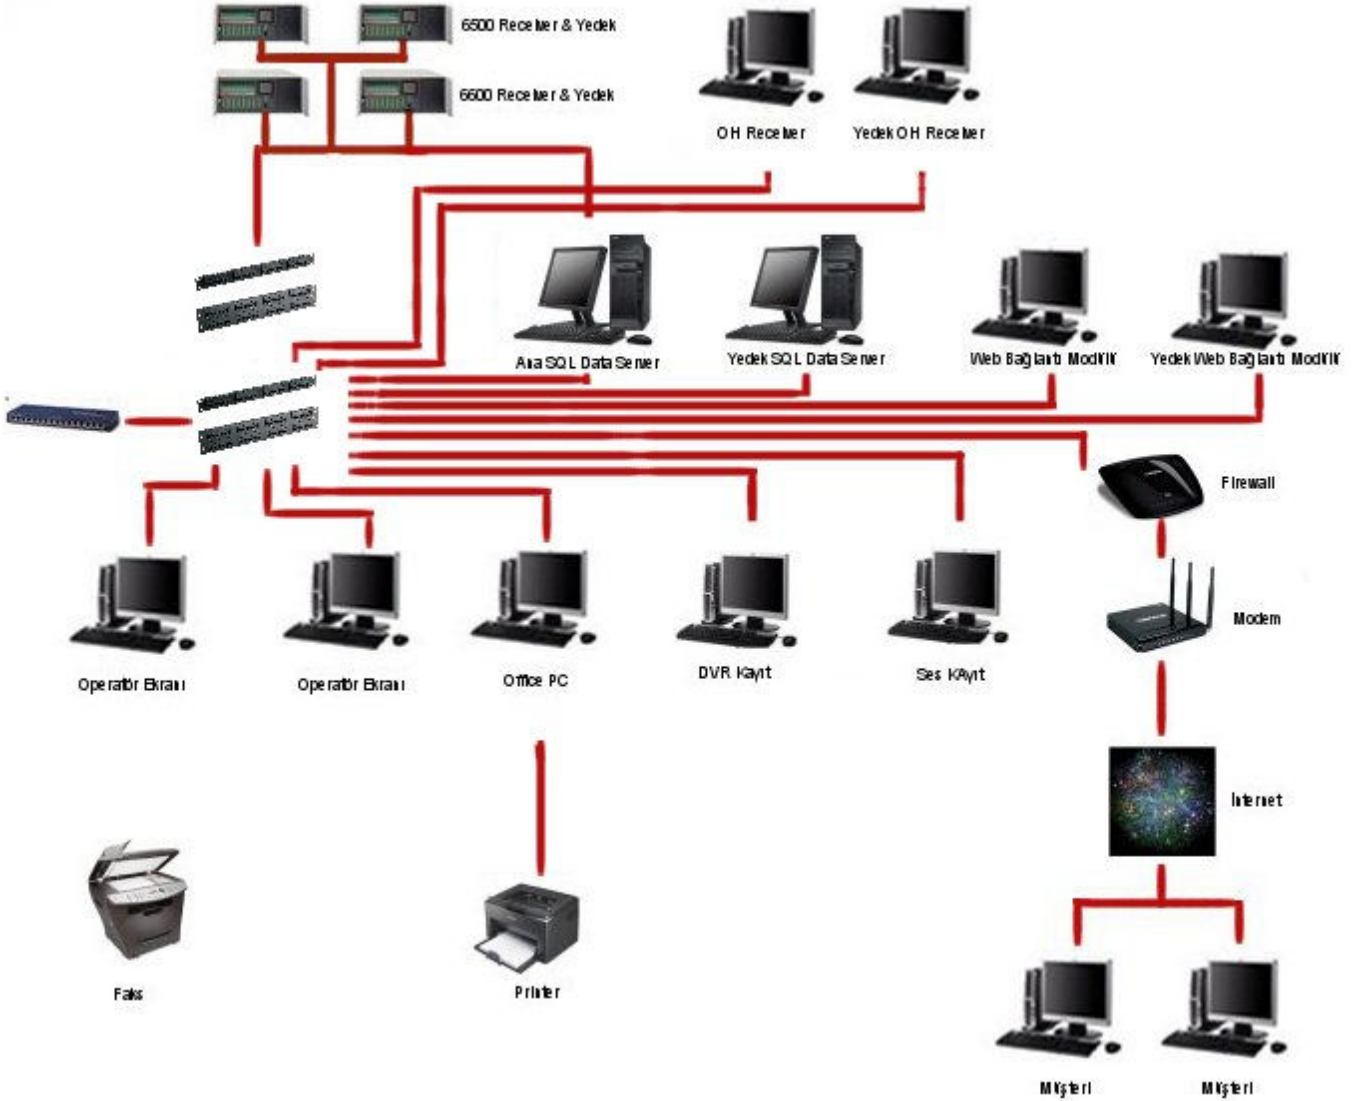 6500 Receiver & Yedek
6600 Receiver & Yedek
OH Receiver
Yedek OH Receiver
Ana SQL Data Server
Yedek SQL Data Server
Web Bağlantı Modülü
Yedek Web Bağlantı Modülü
Firewall
Modem
Operatör Ekranı
Operatör Ekranı
Office PC
DVR Kayıt
Ses KAyıt
İnternet
Faks
Printer
Müşteri
Müşteri